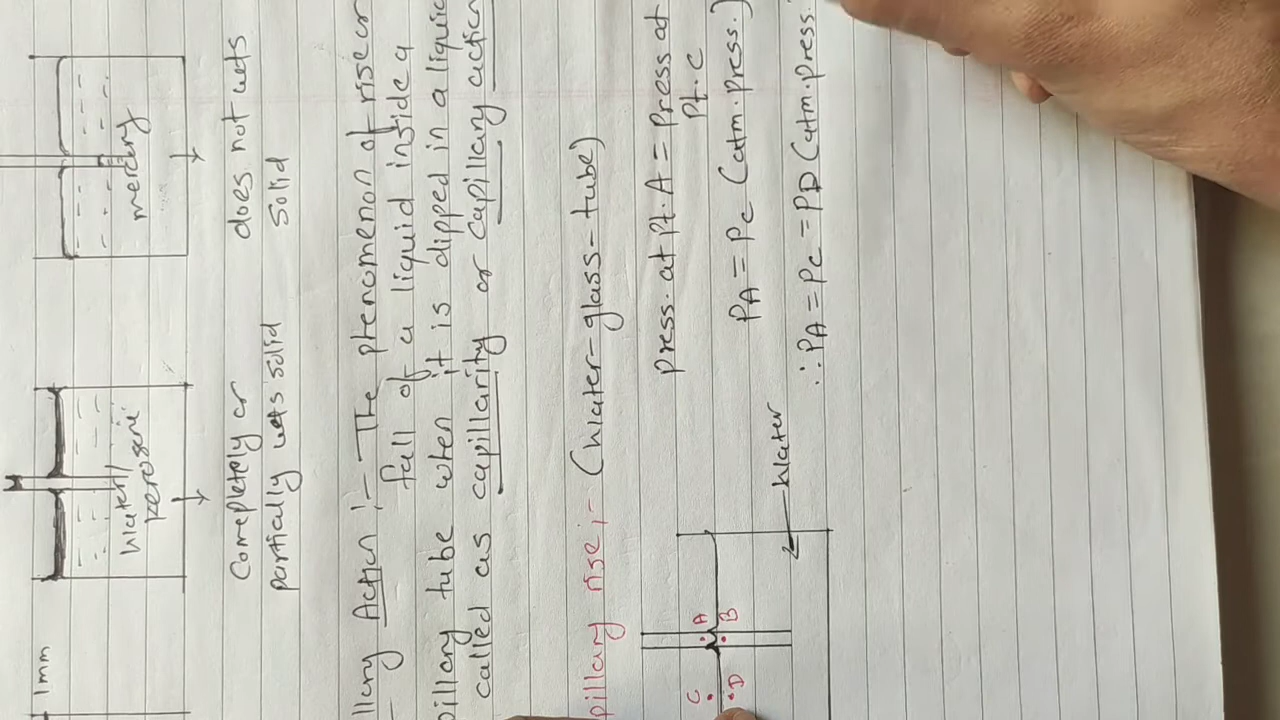 1mm
water/
kerosene
mercury
Comepletely or
partially wets solid
does not wets
solid
llary Action :- The phenomenon of rise or
fall of a liquid inside a
pillary tube when it is dipped in a liquid
called as capillarity or capillary action
pillary rise :- (Water-glass-tube)
C
A
B
D
Water
press. at pt. A = press at
pt. C
PA = PC (atm. press.)
∴ PA = PC = PD (atm. press.